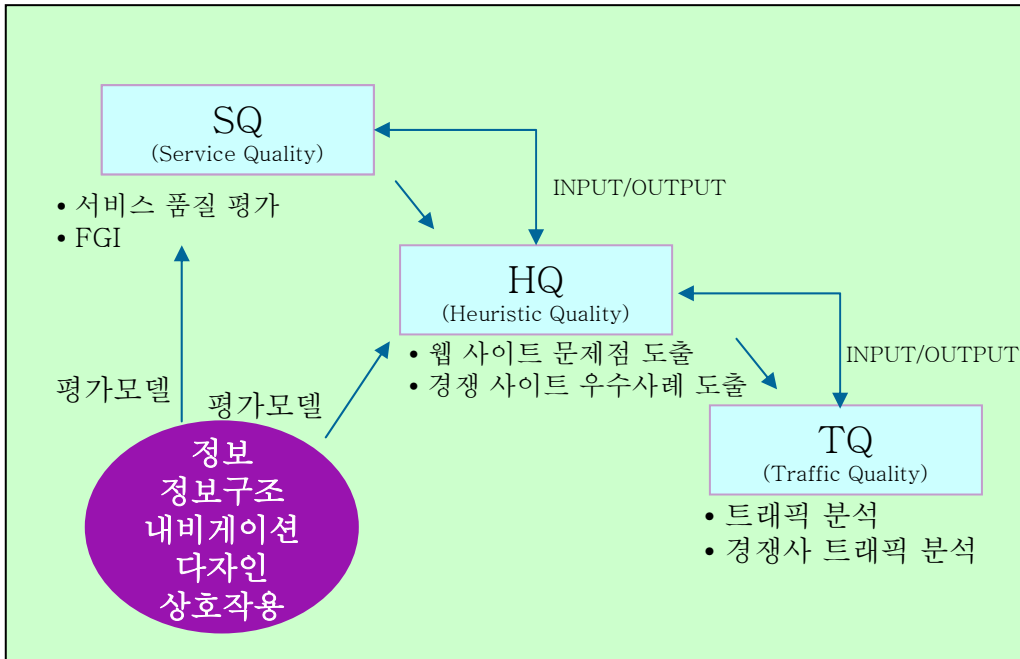 SQ
(Service Quality)
• 서비스 품질 평가
• FGI
INPUT/OUTPUT
HQ
(Heuristic Quality)
• 웹 사이트 문제점 도출
• 경쟁 사이트 우수사례 도출
INPUT/OUTPUT
TQ
(Traffic Quality)
• 트래픽 분석
• 경쟁사 트래픽 분석
평가모델
평가모델
정보
정보구조
내비게이션
다자인
상호작용